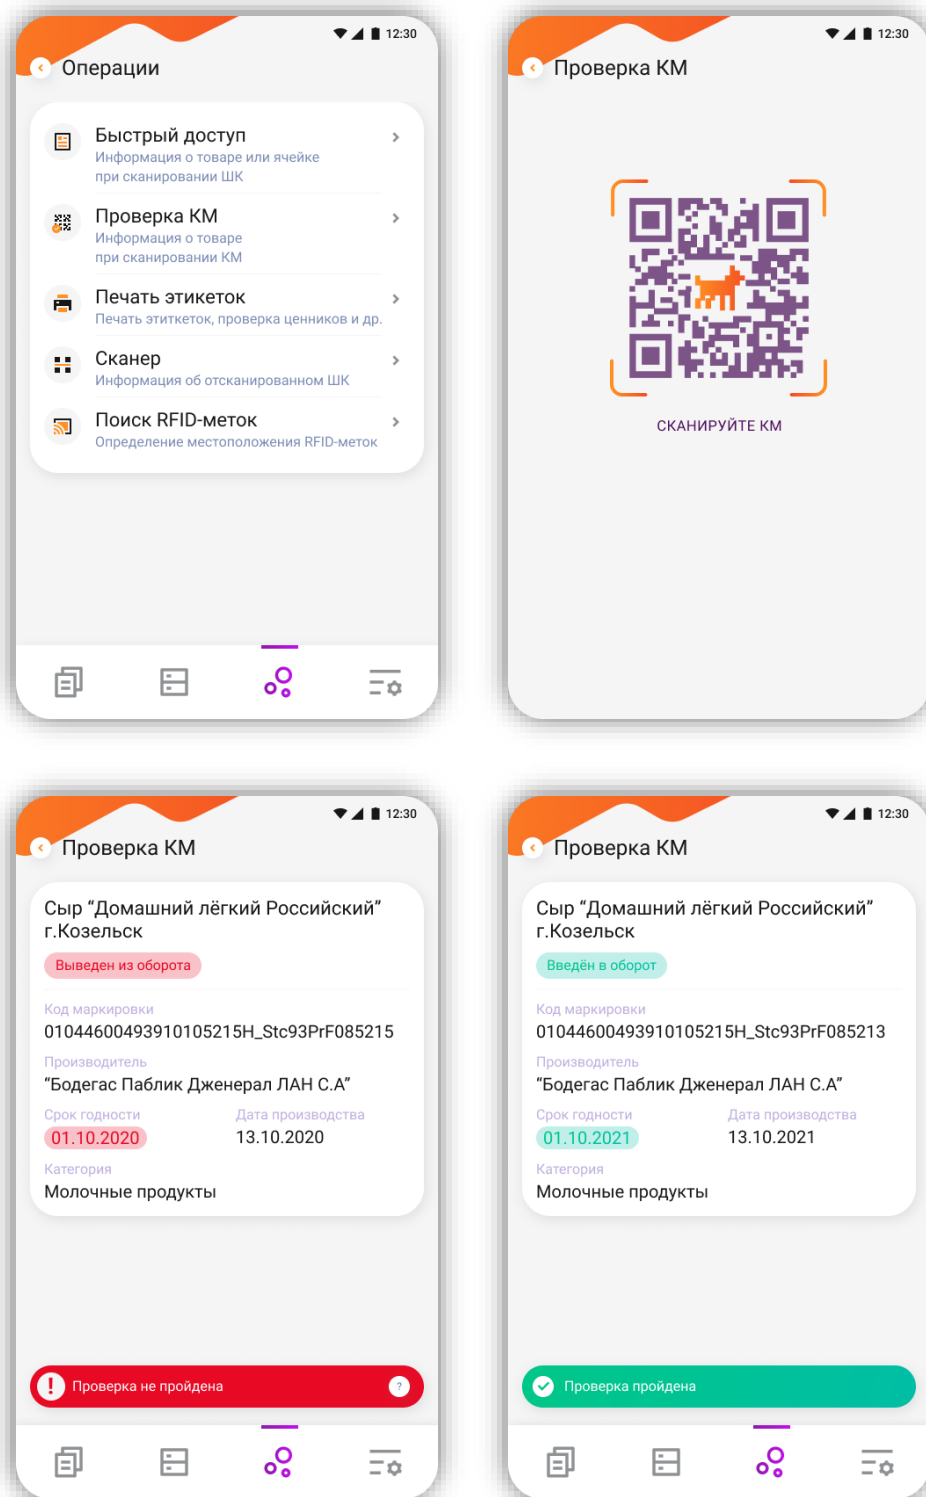 12:30
Операции
Быстрый доступ
Информация о товаре или ячейке
при сканировании ШК
Проверка КМ
Информация о товаре
при сканировании КМ
Печать этикеток
Печать этиткеток, проверка ценников и др.
Сканер
Информация об отсканированном ШК
Поиск RFID-меток
Определение местоположения RFID-меток
12:30
Проверка КМ
СКАНИРУЙТЕ КМ
12:30
Проверка КМ
Сыр “Домашний лёгкий Российский”
г.Козельск
Выведен из оборота
Код маркировки
01044600493910105215H_Stc93PrF085215
Производитель
“Бодегас Паблик Дженерал ЛАН С.А”
Срок годности Дата производства
01.10.2020 13.10.2020
Категория
Молочные продукты
! Проверка не пройдена ?
12:30
Проверка КМ
Сыр “Домашний лёгкий Российский”
г.Козельск
Введён в оборот
Код маркировки
01044600493910105215H_Stc93PrF085213
Производитель
“Бодегас Паблик Дженерал ЛАН С.А”
Срок годности Дата производства
01.10.2021 13.10.2021
Категория
Молочные продукты
Проверка пройдена